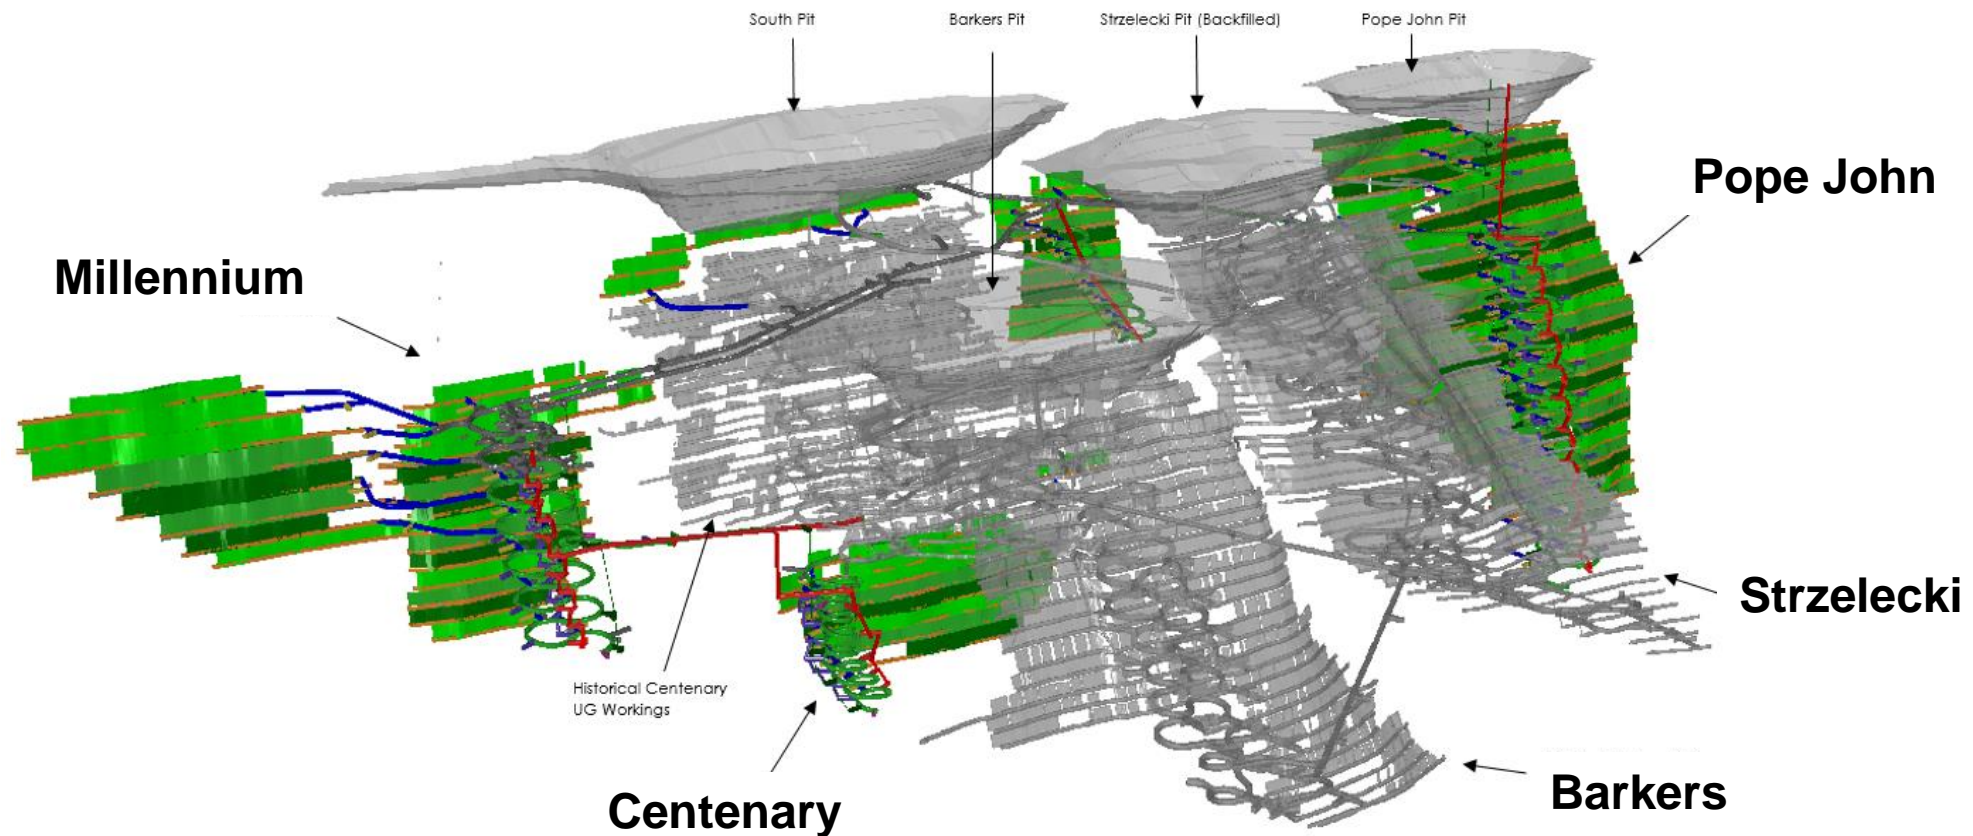 South Pit
Barkers Pit
Strzelecki Pit (Backfilled)
Pope John Pit
Pope John
Millennium
Strzelecki
Historical Centenary
UG Workings
Centenary
Barkers